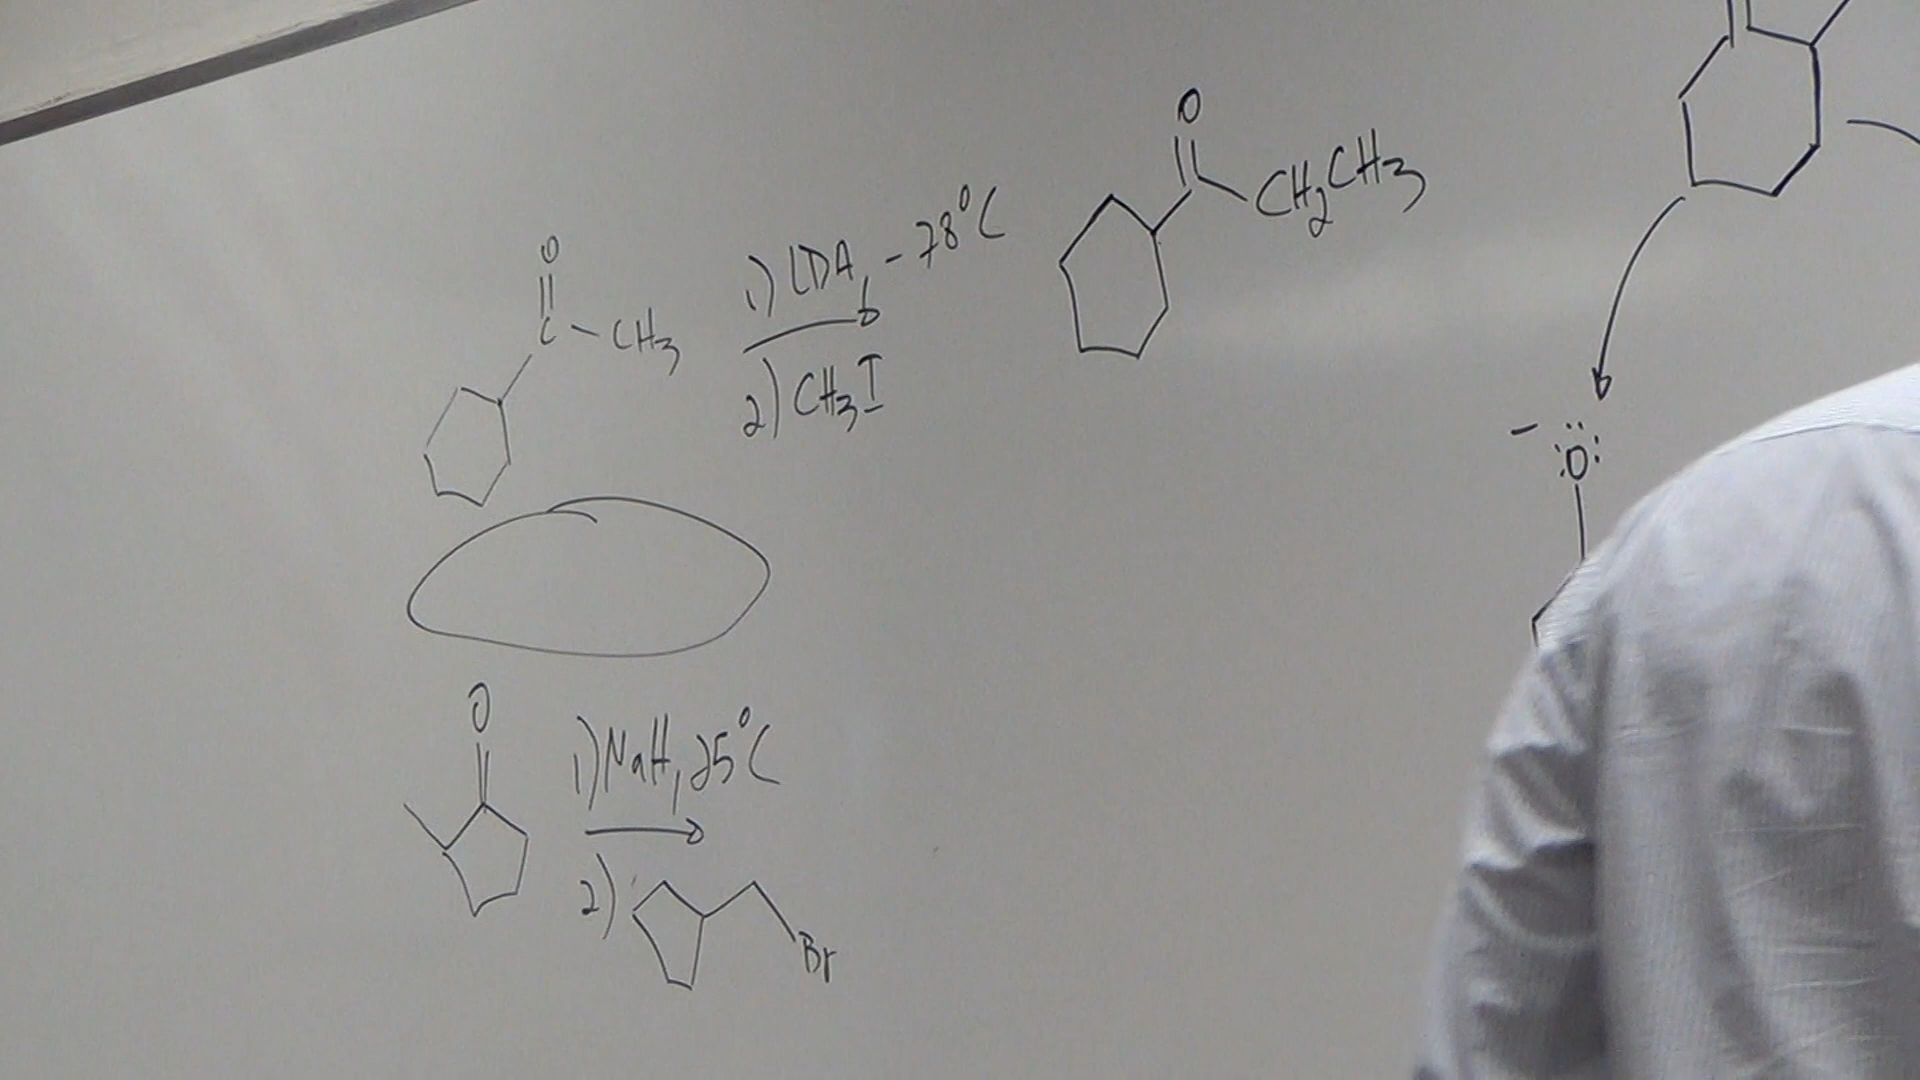 O
C-CH3
1) LDA, -78°C
2) CH3I
O
CH2CH3
- :O:
O
1) NaH, 25°C
2)
Br